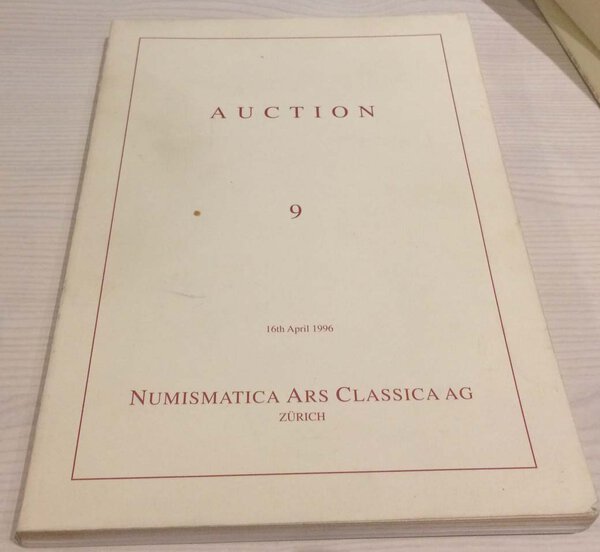 AUCTION
9
16th April 1996
NUMISMATICA ARS CLASSICA AG
ZÜRICH